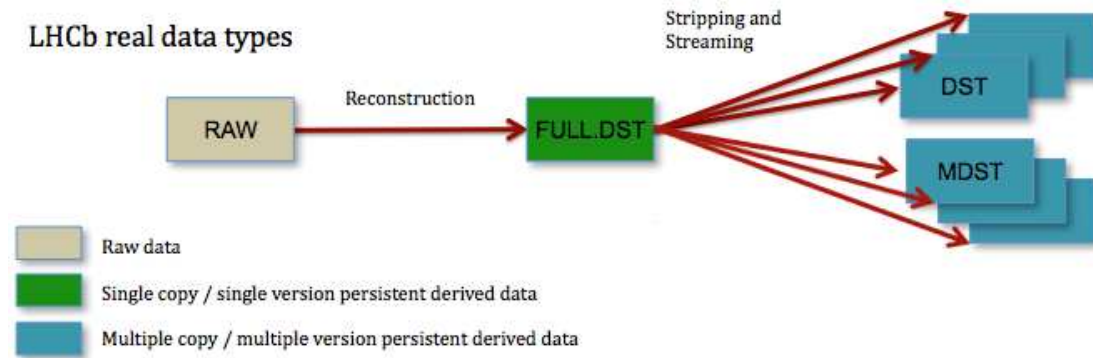 LHCb real data types
Stripping and
Streaming
Reconstruction
RAW
FULL.DST
DST
MDST
Raw data
Single copy / single version persistent derived data
Multiple copy / multiple version persistent derived data